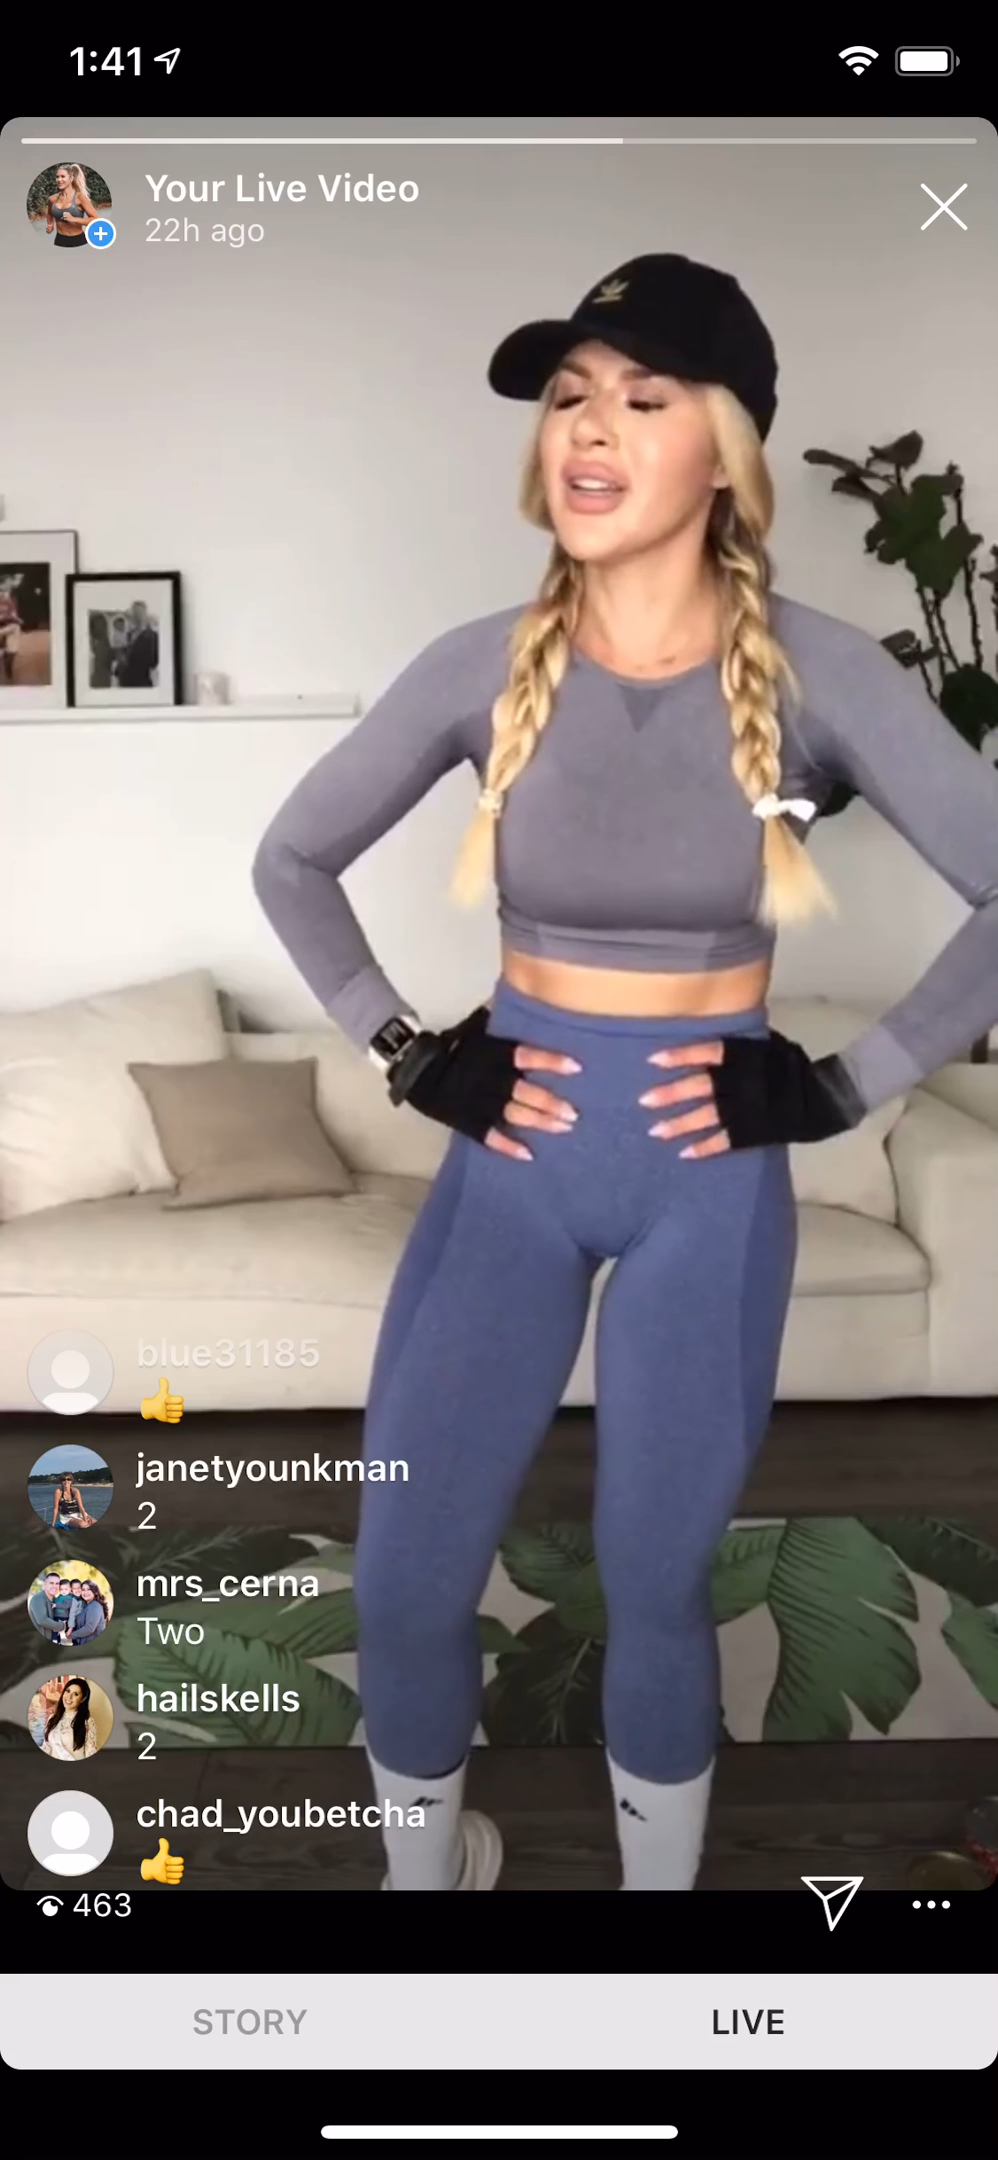 1:41
Your Live Video
22h ago
blue31185
👍
janetyounkman
2
mrs_cerna
Two
hailskells
2
chad_youbetcha
👍
463
STORY
LIVE